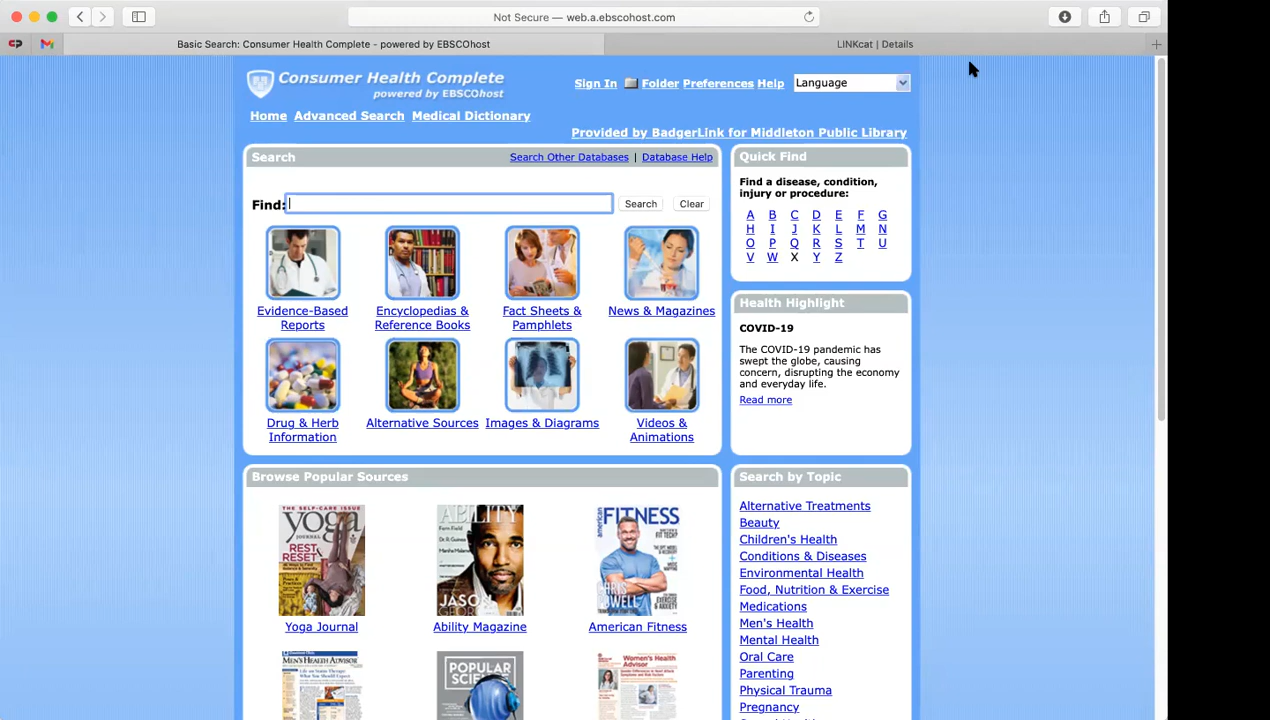 Not Secure — web.a.ebscohost.com
Basic Search: Consumer Health Complete - powered by EBSCOhost
LINKcat | Details
Consumer Health Complete
powered by EBSCOhost
Sign In Folder Preferences Help Language
Home Advanced Search Medical Dictionary
Provided by BadgerLink for Middleton Public Library
Search Search Other Databases | Database Help
Find: Search Clear
Evidence-Based
Reports
Encyclopedias &
Reference Books
Fact Sheets &
Pamphlets
News & Magazines
Drug & Herb
Information
Alternative Sources
Images & Diagrams
Videos &
Animations
Quick Find
Find a disease, condition,
injury or procedure:
A B C D E F G
H I J K L M N
O P Q R S T U
V W X Y Z
Health Highlight
COVID-19
The COVID-19 pandemic has
swept the globe, causing
concern, disrupting the economy
and everyday life.
Read more
Browse Popular Sources
THE SELF-CARE ISSUE
yoga
JOURNAL
REST
RESET
Yoga Journal
ABILITY
JASON
Ability Magazine
american
FITNESS
American Fitness
MEN'S HEALTH
ADVISOR
POPULAR
Women's Health
Advisor
Search by Topic
Alternative Treatments
Beauty
Children's Health
Conditions & Diseases
Environmental Health
Food, Nutrition & Exercise
Medications
Men's Health
Mental Health
Oral Care
Parenting
Physical Trauma
Pregnancy